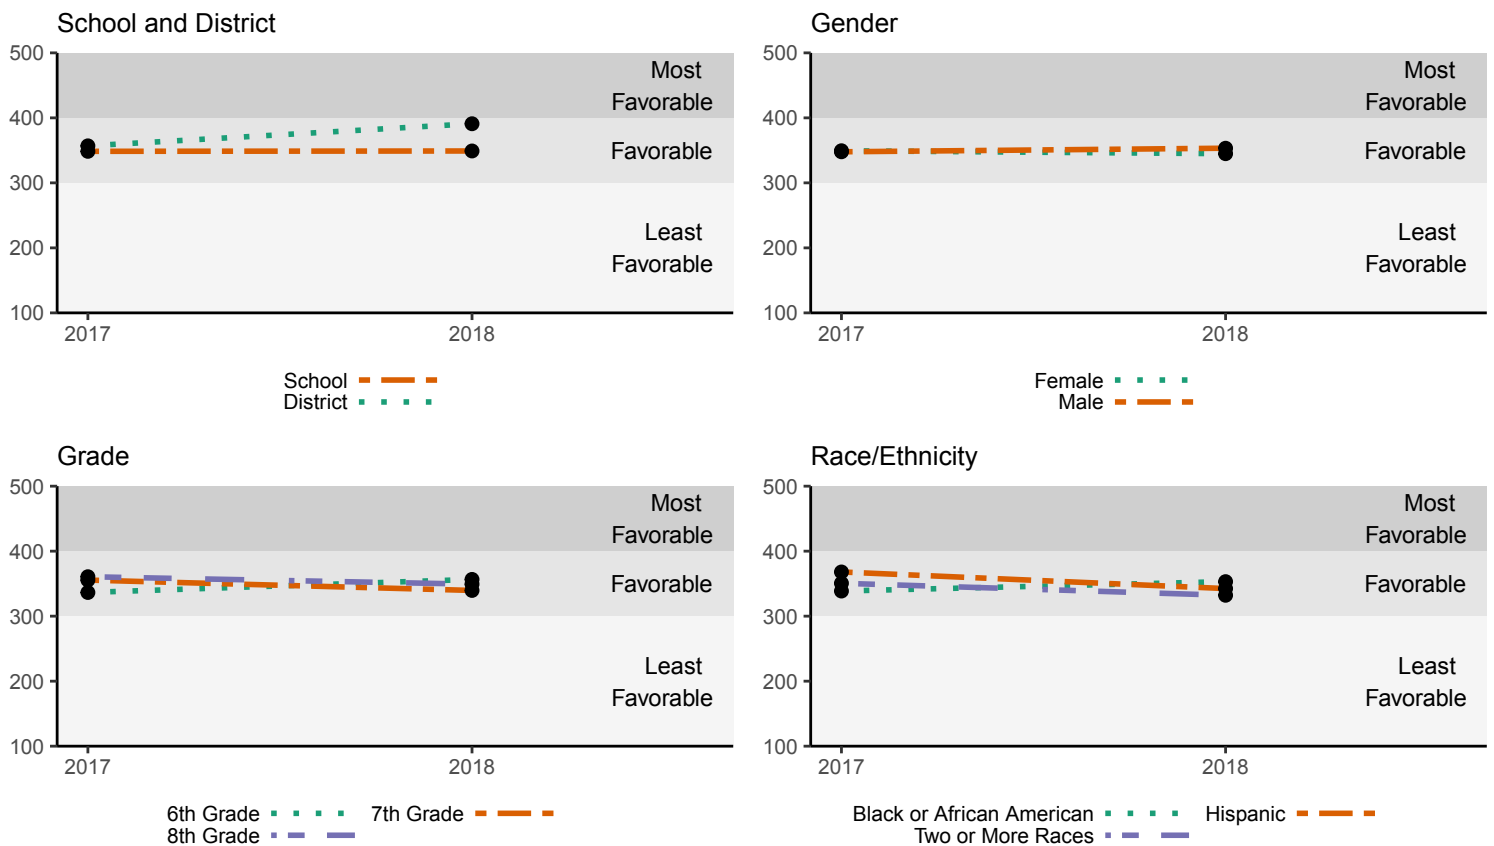 School and District
500
400
300
200
100
Most
Favorable
Favorable
Least
Favorable
2017 2018
School
District
Gender
500
400
300
200
100
Most
Favorable
Favorable
Least
Favorable
2017 2018
Female
Male
Grade
500
400
300
200
100
Most
Favorable
Favorable
Least
Favorable
2017 2018
6th Grade 7th Grade
8th Grade
Race/Ethnicity
500
400
300
200
100
Most
Favorable
Favorable
Least
Favorable
2017 2018
Black or African American Hispanic
Two or More Races